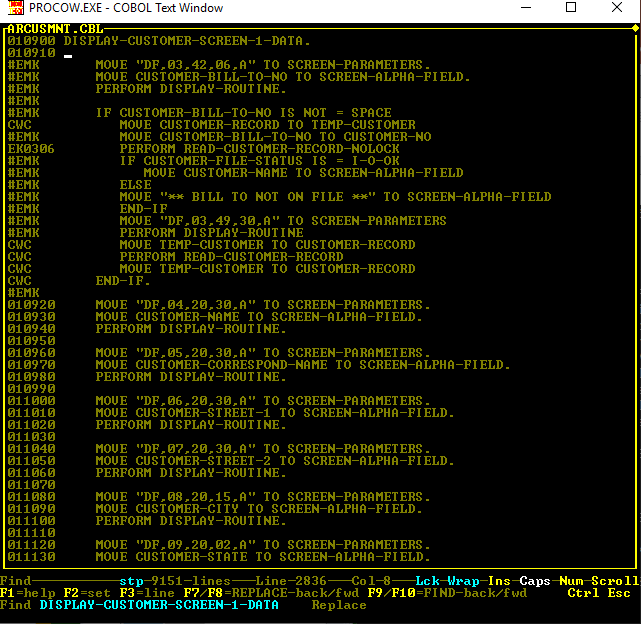 PROCOW.EXE - COBOL Text Window
ARCUSMNT.CBL
010900 DISPLAY-CUSTOMER-SCREEN-1-DATA.
010910
#EMK       MOVE "DF,03,42,06,A" TO SCREEN-PARAMETERS.
#EMK       MOVE CUSTOMER-BILL-TO-NO TO SCREEN-ALPHA-FIELD.
#EMK       PERFORM DISPLAY-ROUTINE.
#EMK
#EMK       IF CUSTOMER-BILL-TO-NO IS NOT = SPACE
CWC           MOVE CUSTOMER-RECORD TO TEMP-CUSTOMER
#EMK          MOVE CUSTOMER-BILL-TO-NO TO CUSTOMER-NO
EK0306        PERFORM READ-CUSTOMER-RECORD-NOLOCK
#EMK          IF CUSTOMER-FILE-STATUS IS = I-O-OK
#EMK             MOVE CUSTOMER-NAME TO SCREEN-ALPHA-FIELD
#EMK          ELSE
#EMK          MOVE "** BILL TO NOT ON FILE **" TO SCREEN-ALPHA-FIELD
#EMK          END-IF
#EMK          MOVE "DF,03,49,30,A" TO SCREEN-PARAMETERS
#EMK          PERFORM DISPLAY-ROUTINE
CWC           MOVE TEMP-CUSTOMER TO CUSTOMER-RECORD
CWC           PERFORM READ-CUSTOMER-RECORD
CWC           MOVE TEMP-CUSTOMER TO CUSTOMER-RECORD
CWC        END-IF.
#EMK
010920     MOVE "DF,04,20,30,A" TO SCREEN-PARAMETERS.
010930     MOVE CUSTOMER-NAME TO SCREEN-ALPHA-FIELD.
010940     PERFORM DISPLAY-ROUTINE.
010950
010960     MOVE "DF,05,20,30,A" TO SCREEN-PARAMETERS.
010970     MOVE CUSTOMER-CORRESPOND-NAME TO SCREEN-ALPHA-FIELD.
010980     PERFORM DISPLAY-ROUTINE.
010990
011000     MOVE "DF,06,20,30,A" TO SCREEN-PARAMETERS.
011010     MOVE CUSTOMER-STREET-1 TO SCREEN-ALPHA-FIELD.
011020     PERFORM DISPLAY-ROUTINE.
011030
011040     MOVE "DF,07,20,30,A" TO SCREEN-PARAMETERS.
011050     MOVE CUSTOMER-STREET-2 TO SCREEN-ALPHA-FIELD.
011060     PERFORM DISPLAY-ROUTINE.
011070
011080     MOVE "DF,08,20,15,A" TO SCREEN-PARAMETERS.
011090     MOVE CUSTOMER-CITY TO SCREEN-ALPHA-FIELD.
011100     PERFORM DISPLAY-ROUTINE.
011110
011120     MOVE "DF,09,20,02,A" TO SCREEN-PARAMETERS.
011130     MOVE CUSTOMER-STATE TO SCREEN-ALPHA-FIELD.
Find———————————stp—9151-lines———Line-2836———Col-8———Lck-Wrap-Ins Caps Num-Scroll
F1=help F2=set F3=line F7/F8=REPLACE-back/fwd F9/F10=FIND-back/fwd     Ctrl Esc
Find DISPLAY-CUSTOMER-SCREEN-1-DATA    Replace